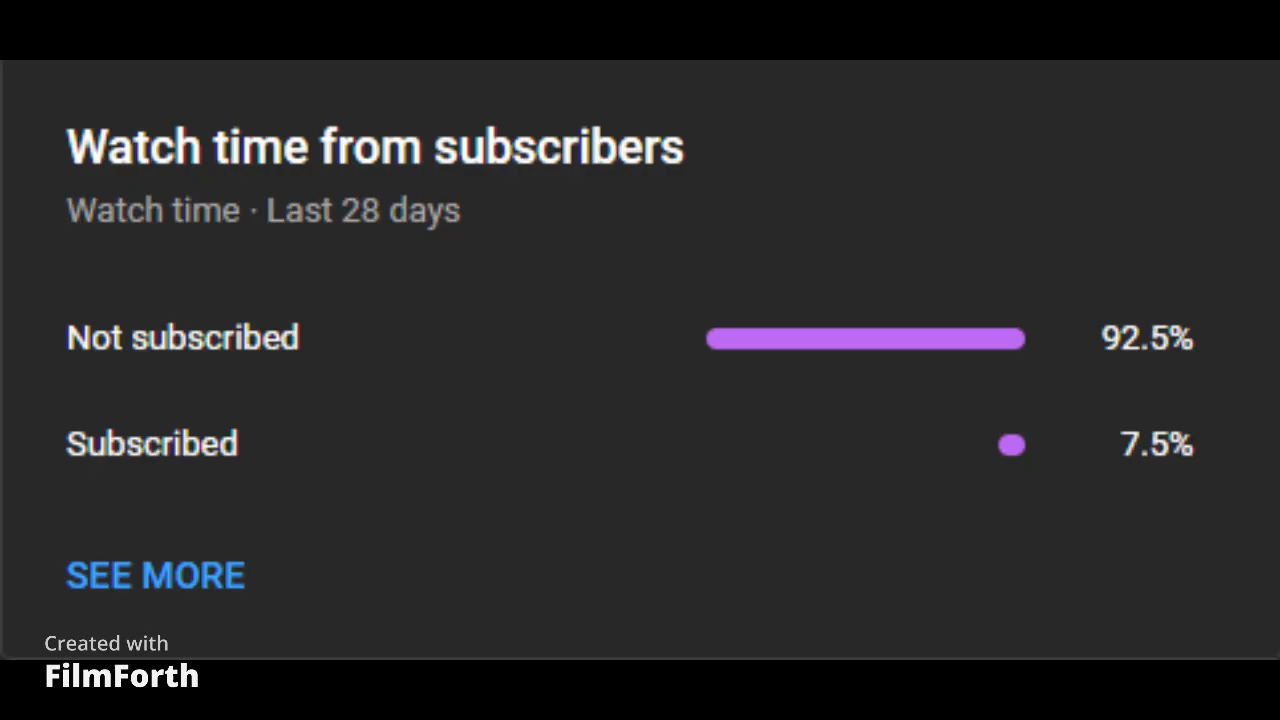 Watch time from subscribers
Watch time · Last 28 days
Not subscribed 92.5%
Subscribed 7.5%
SEE MORE
Created with
FilmForth